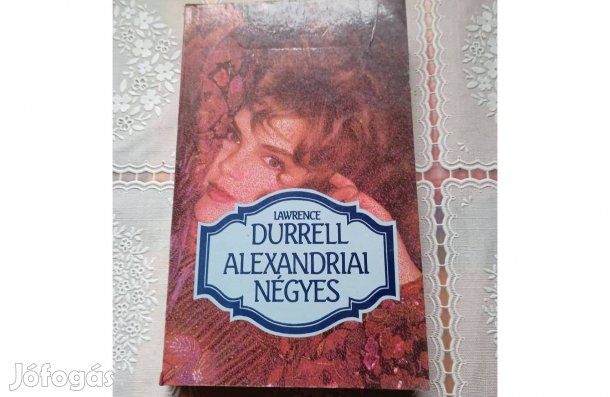 LAWRENCE
DURRELL
ALEXANDRIAI
NÉGYES
Jófogás